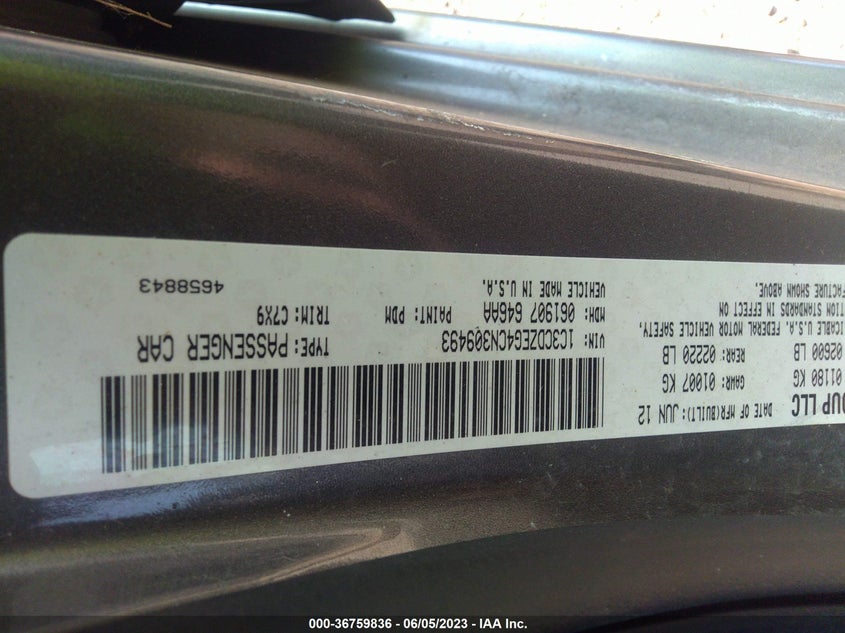 OUP LLC
DATE OF MFR(BUILT): JUN 12
01180 KG GAWR: 01007 KG
02600 LB REAR: 02220 LB
ICABLE U.S.A. FEDERAL MOTOR VEHICLE SAFETY,
TION STANDARDS IN EFFECT ON
FACTURE SHOWN ABOVE.
VIN: 1C3CDZEG4CN309493 TYPE: PASSENGER CAR
MDH: 061907 646AA PAINT: PDM TRIM: C7X9
VEHICLE MADE IN U.S.A. 4658843
000-36759836 - 06/05/2023 - IAA Inc.